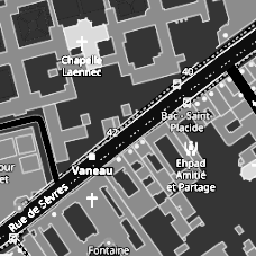 Chapelle
Laennec
40
Bac - Saint-
Placide
42
Ehpad
Amitié
et Partage
Vaneau
Rue de Sèvres
Fontaine